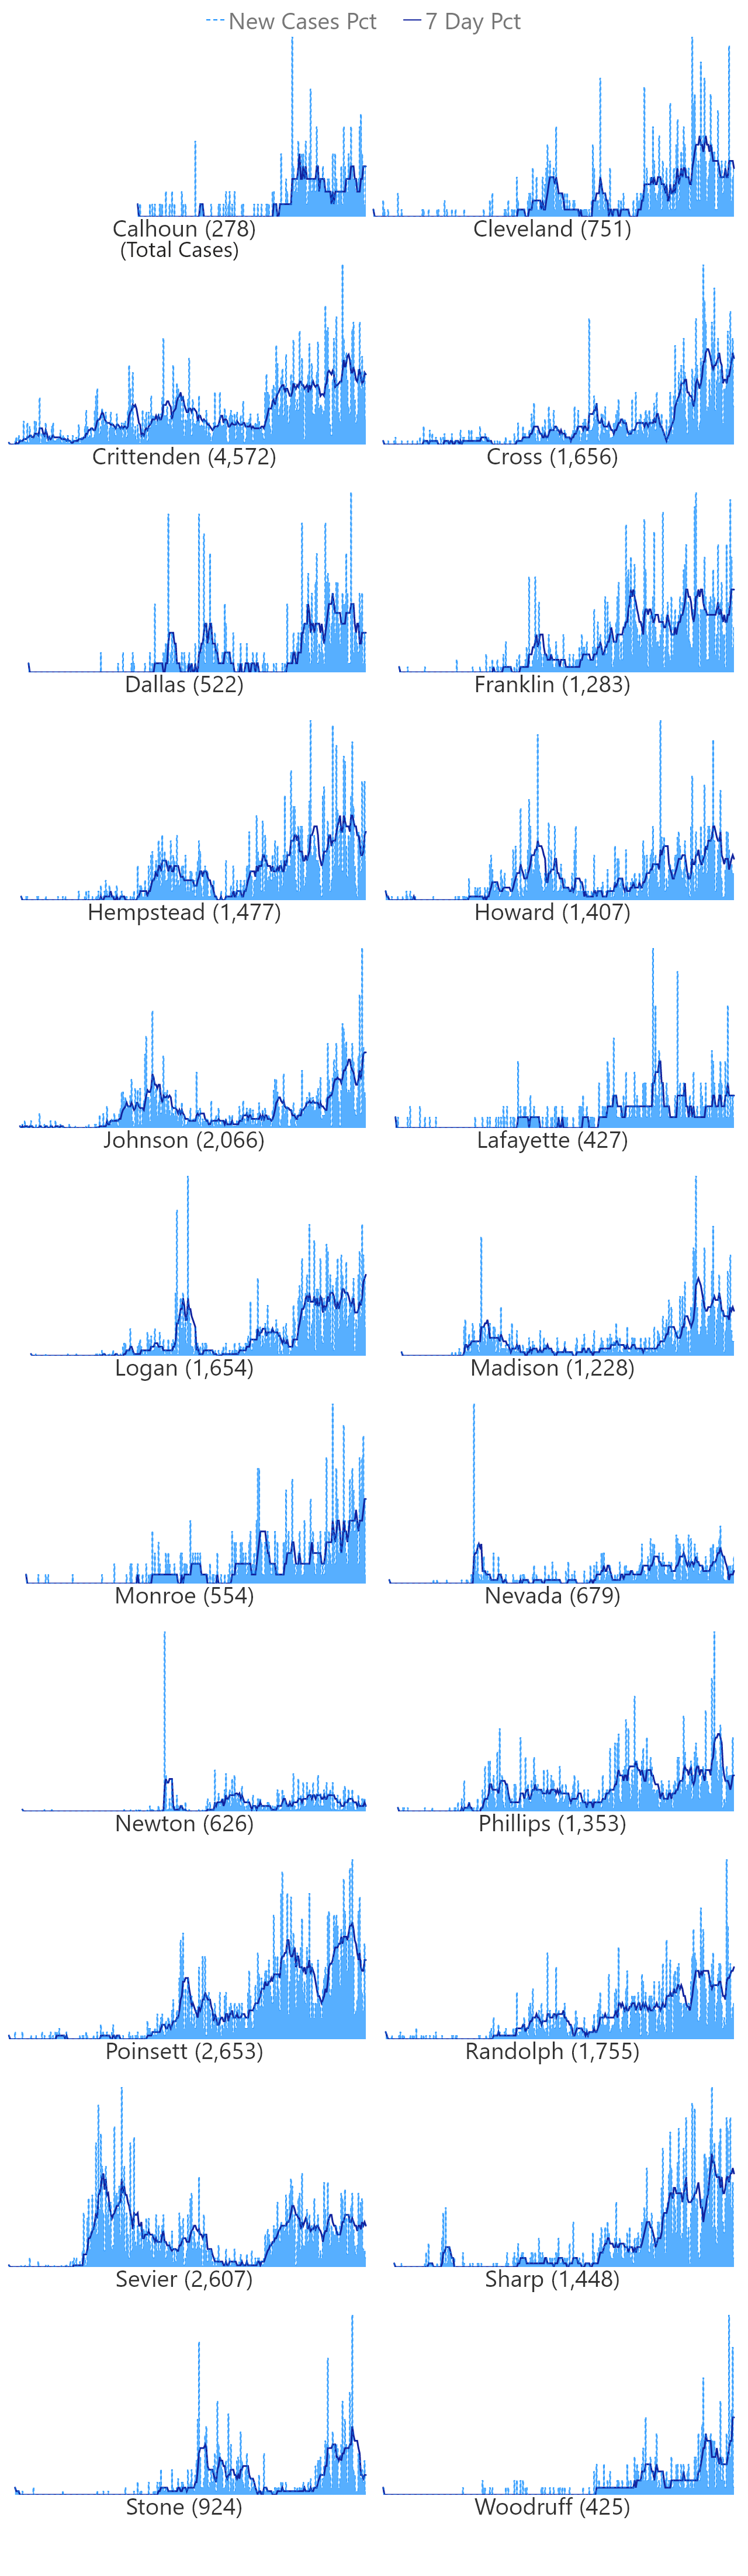 New Cases Pct 7 Day Pct
Calhoun (278) Cleveland (751)
(Total Cases)
Crittenden (4,572) Cross (1,656)
Dallas (522) Franklin (1,283)
Hempstead (1,477) Howard (1,407)
Johnson (2,066) Lafayette (427)
Logan (1,654) Madison (1,228)
Monroe (554) Nevada (679)
Newton (626) Phillips (1,353)
Poinsett (2,653) Randolph (1,755)
Sevier (2,607) Sharp (1,448)
Stone (924) Woodruff (425)